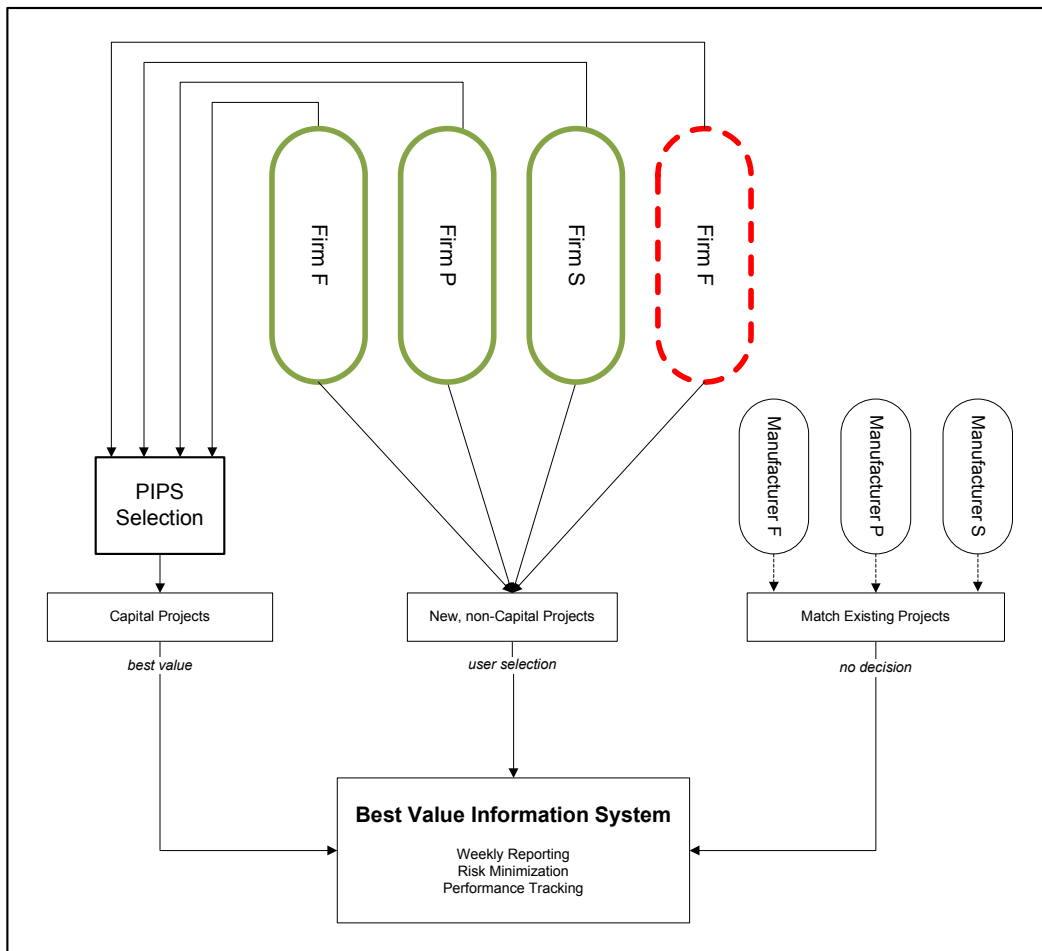 Firm F
Firm P
Firm S
Firm F
Manufacturer F
Manufacturer P
Manufacturer S
PIPS
Selection
Capital Projects
New, non-Capital Projects
Match Existing Projects
best value
user selection
no decision
Best Value Information System
Weekly Reporting
Risk Minimization
Performance Tracking